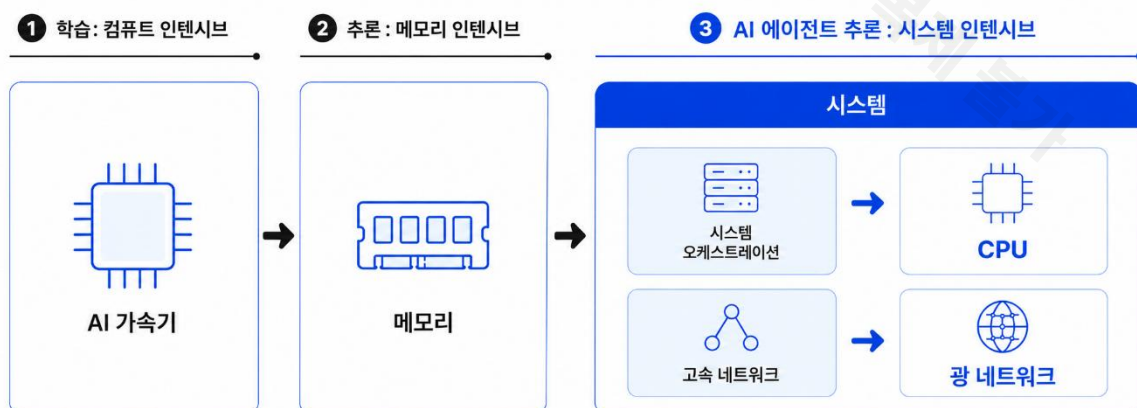 1 학습: 컴퓨트 인텐시브
2 추론 : 메모리 인텐시브
3 AI 에이전트 추론 : 시스템 인텐시브
AI 가속기
메모리
시스템
시스템
오케스트레이션
CPU
고속 네트워크
광 네트워크